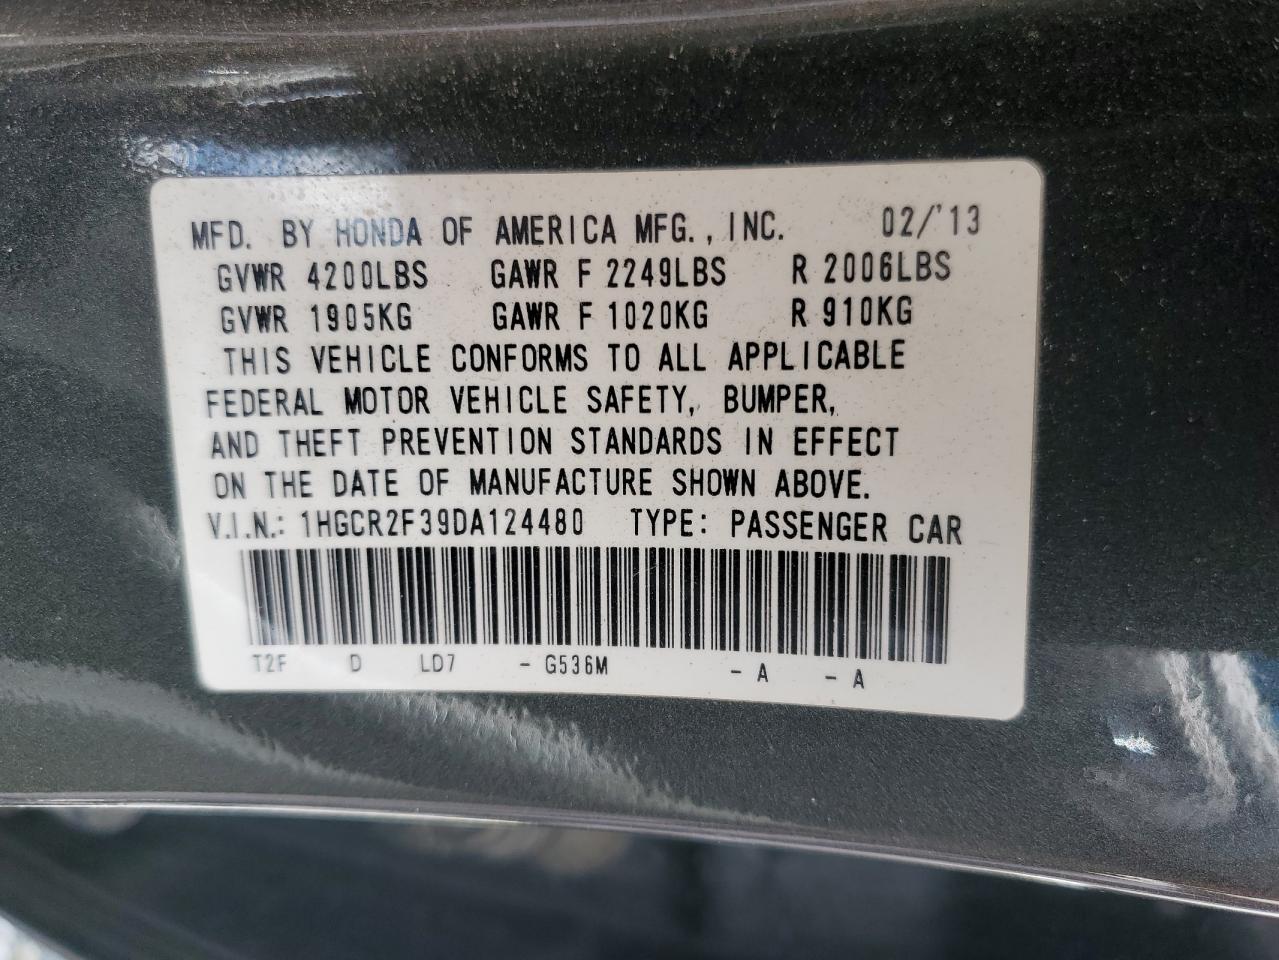 MFD. BY HONDA OF AMERICA MFG., INC. 02/'13
GVWR 4200LBS GAWR F 2249LBS R 2006LBS
GVWR 1905KG GAWR F 1020KG R 910KG
THIS VEHICLE CONFORMS TO ALL APPLICABLE
FEDERAL MOTOR VEHICLE SAFETY, BUMPER,
AND THEFT PREVENTION STANDARDS IN EFFECT
ON THE DATE OF MANUFACTURE SHOWN ABOVE.
V.I.N.: 1HGCR2F39DA124480 TYPE: PASSENGER CAR
T2F D LD7 - G536M - A - A